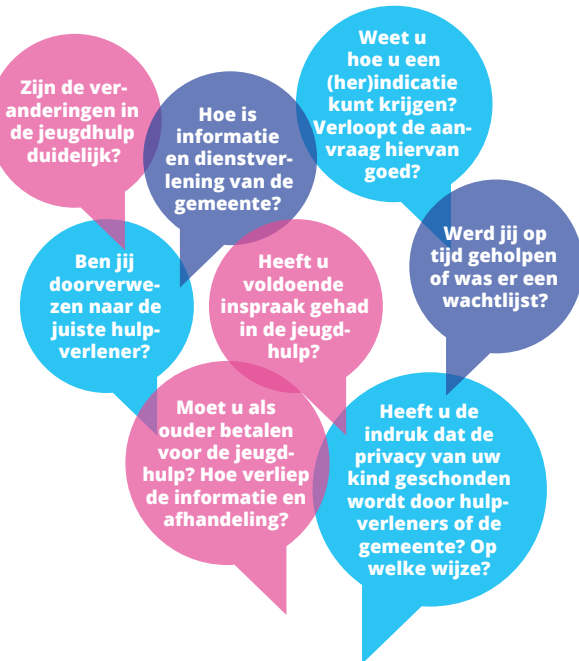 Zijn de ver-
anderingen in
de jeugdhulp
duidelijk?
Hoe is
informatie
en dienstver-
lening van de
gemeente?
Weet u
hoe u een
(her)indicatie
kunt krijgen?
Verloopt de aan-
vraag hiervan
goed?
Ben jij
doorverwe-
zen naar de
juiste hulp-
verlener?
Heeft u
voldoende
inspraak gehad
in de jeugd-
hulp?
Werd jij op
tijd geholpen
of was er een
wachtlijst?
Moet u als
ouder betalen
voor de jeugd-
hulp? Hoe verliep
de informatie en
afhandeling?
Heeft u de
indruk dat de
privacy van uw
kind geschonden
wordt door hulp-
verleners of de
gemeente? Op
welke wijze?